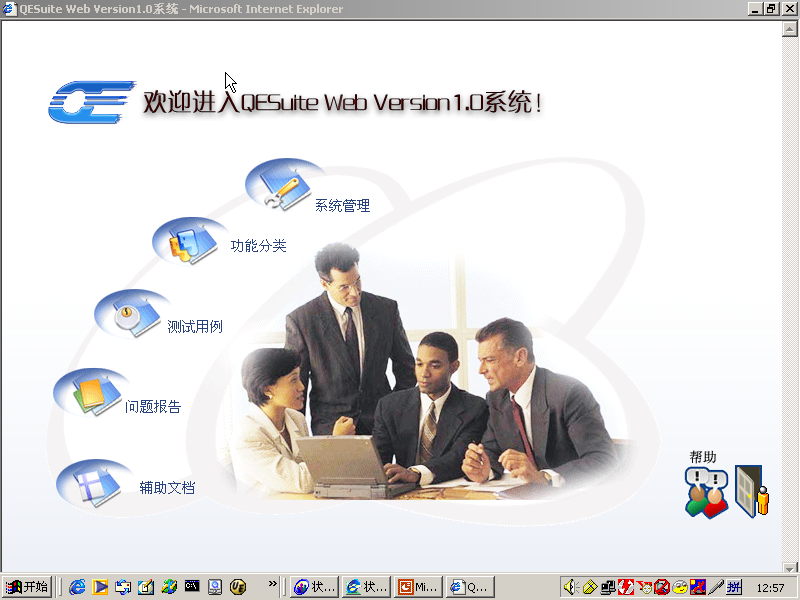 QESuite Web Version1.0系统 - Microsoft Internet Explorer
QE 欢迎进入QESuite Web Version1.0系统!
系统管理
功能分类
测试用例
问题报告
辅助文档
帮助
! !
开始 » 状... 状... Mi... Q... 拼 12:57